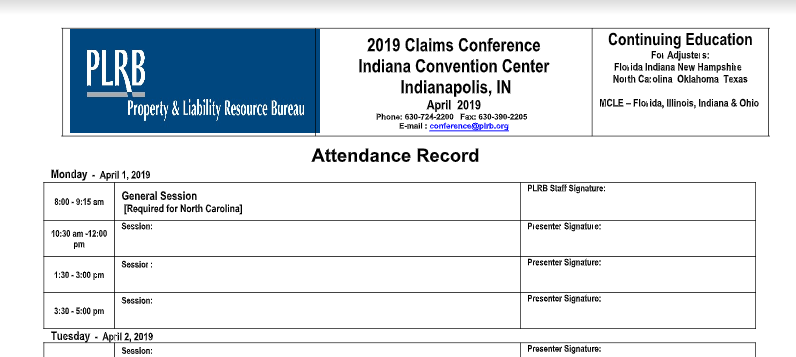 PLRB
Property & Liability Resource Bureau
2019 Claims Conference
Indiana Convention Center
Indianapolis, IN
April 2019
Phone: 630-724-2200 Fax: 630-390-2205
E-mail : conference@plrb.org
Continuing Education
For Adjusters:
Florida Indiana New Hampshire
North Carolina Oklahoma Texas
MCLE – Florida, Illinois, Indiana & Ohio
Attendance Record
Monday - April 1, 2019
8:00 - 9:15 am
General Session
[Required for North Carolina]
PLRB Staff Signature:
10:30 am -12:00
pm
Session:
Presenter Signature:
1:30 - 3:00 pm
Session:
Presenter Signature:
3:30 - 5:00 pm
Session:
Presenter Signature:
Tuesday - April 2, 2019
Session:
Presenter Signature: